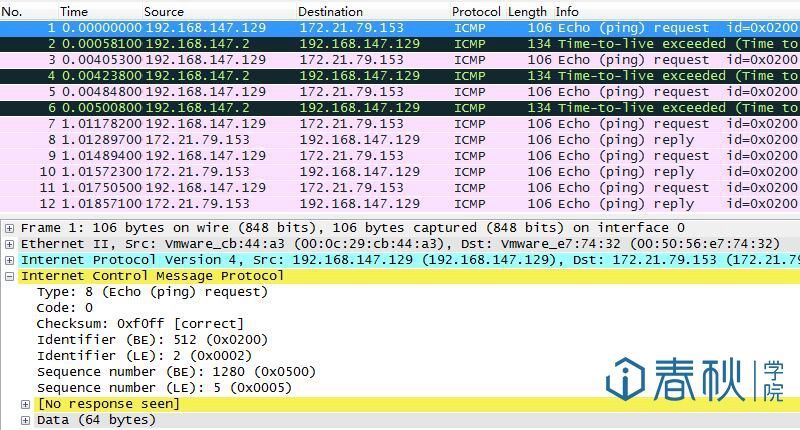 No. Time Source Destination Protocol Length Info
1 0.00000000 192.168.147.129 172.21.79.153 ICMP 106 Echo (ping) request id=0x0200
2 0.00058100 192.168.147.2 192.168.147.129 ICMP 134 Time-to-live exceeded (Time to
3 0.00405300 192.168.147.129 172.21.79.153 ICMP 106 Echo (ping) request id=0x0200
4 0.00423800 192.168.147.2 192.168.147.129 ICMP 134 Time-to-live exceeded (Time to
5 0.00484800 192.168.147.129 172.21.79.153 ICMP 106 Echo (ping) request id=0x0200
6 0.00500800 192.168.147.2 192.168.147.129 ICMP 134 Time-to-live exceeded (Time to
7 1.01178200 192.168.147.129 172.21.79.153 ICMP 106 Echo (ping) request id=0x0200
8 1.01289700 172.21.79.153 192.168.147.129 ICMP 106 Echo (ping) reply id=0x0200
9 1.01489400 192.168.147.129 172.21.79.153 ICMP 106 Echo (ping) request id=0x0200
10 1.01572300 172.21.79.153 192.168.147.129 ICMP 106 Echo (ping) reply id=0x0200
11 1.01750500 192.168.147.129 172.21.79.153 ICMP 106 Echo (ping) request id=0x0200
12 1.01857100 172.21.79.153 192.168.147.129 ICMP 106 Echo (ping) reply id=0x0200
Frame 1: 106 bytes on wire (848 bits), 106 bytes captured (848 bits) on interface 0
Ethernet II, Src: Vmware_cb:44:a3 (00:0c:29:cb:44:a3), Dst: Vmware_e7:74:32 (00:50:56:e7:74:32)
Internet Protocol Version 4, Src: 192.168.147.129 (192.168.147.129), Dst: 172.21.79.153 (172.21.79
Internet Control Message Protocol
Type: 8 (Echo (ping) request)
Code: 0
Checksum: 0xf0ff [correct]
Identifier (BE): 512 (0x0200)
Identifier (LE): 2 (0x0002)
Sequence number (BE): 1280 (0x0500)
Sequence number (LE): 5 (0x0005)
[No response seen]
Data (64 bytes)
春秋学院